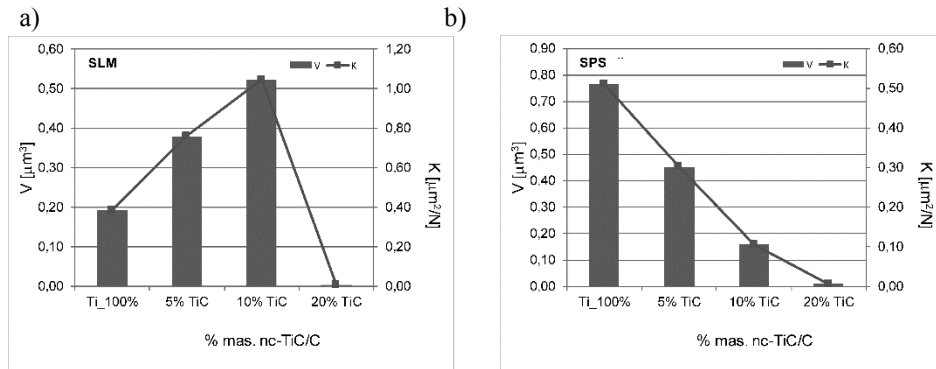 a)
SLM
V K
0,60
0,50
0,40
0,30
0,20
0,10
0,00
V [µm³]
1,20
1,00
0,80
0,60
0,40
0,20
0,00
K [µm²/N]
Ti_100% 5% TiC 10% TiC 20% TiC
% mas. nc-TiC/C
b)
SPS
V K
0,90
0,80
0,70
0,60
0,50
0,40
0,30
0,20
0,10
0,00
V [µm³]
0,60
0,50
0,40
0,30
0,20
0,10
0,00
K [µm²/N]
Ti_100% 5% TiC 10% TiC 20% TiC
% mas. nc-TiC/C